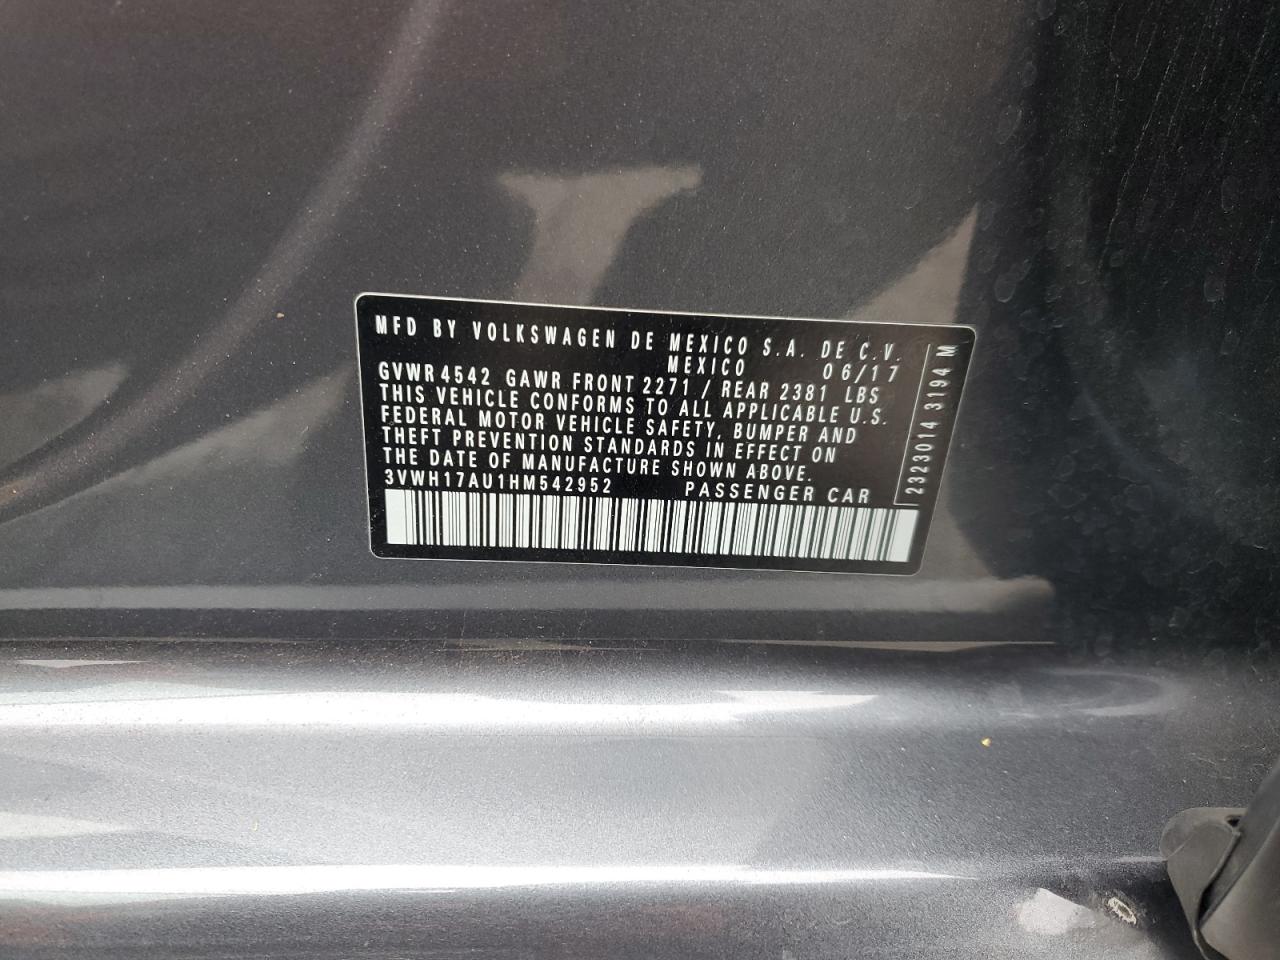 MFD BY VOLKSWAGEN DE MEXICO S.A. DE C.V.
MEXICO 06/17
GVWR 4542 GAWR FRONT 2271 / REAR 2381 LBS
THIS VEHICLE CONFORMS TO ALL APPLICABLE U.S.
FEDERAL MOTOR VEHICLE SAFETY, BUMPER AND
THEFT PREVENTION STANDARDS IN EFFECT ON
THE DATE OF MANUFACTURE SHOWN ABOVE.
3VWH17AU1HM542952 PASSENGER CAR
2323014 3194 M